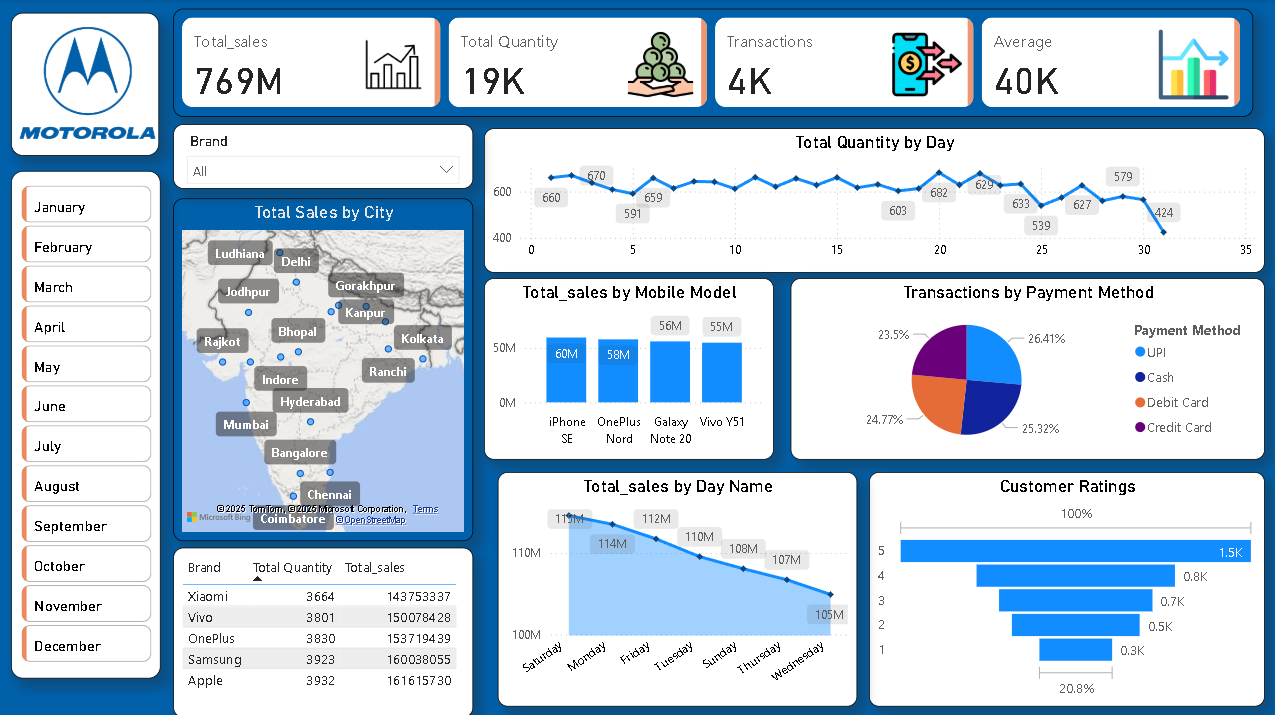 MOTOROLA
Total_sales
769M
Total Quantity
19K
Transactions
4K
Average
40K
January
February
March
April
May
June
July
August
September
October
November
December
Brand
All
Total Sales by City
Ludhiana
Delhi
Jodhpur
Gorakhpur
Kanpur
Bhopal
Rajkot
Kolkata
Ranchi
Indore
Hyderabad
Mumbai
Bangalore
Chennai
Coimbatore
© 2025 TomTom, © 2025 Microsoft Corporation, Terms
Microsoft Bing
© OpenStreetMap
Brand Total Quantity Total_sales
Xiaomi 3664 143753337
Vivo 3801 150078428
OnePlus 3830 153719439
Samsung 3923 160038055
Apple 3932 161615730
Total Quantity by Day
600
400
660
670
591
659
603
682
629
633
539
627
579
424
0 5 10 15 20 25 30 35
Total_sales by Mobile Model
50M
0M
60M
58M
56M
55M
iPhone SE
OnePlus Nord
Galaxy Note 20
Vivo Y51
Transactions by Payment Method
23.5%
26.41%
24.77%
25.32%
Payment Method
UPI
Cash
Debit Card
Credit Card
Total_sales by Day Name
110M
100M
115M
114M
112M
110M
108M
107M
105M
Saturday
Monday
Friday
Tuesday
Sunday
Thursday
Wednesday
Customer Ratings
100%
5 1.5K
4 0.8K
3 0.7K
2 0.5K
1 0.3K
20.8%